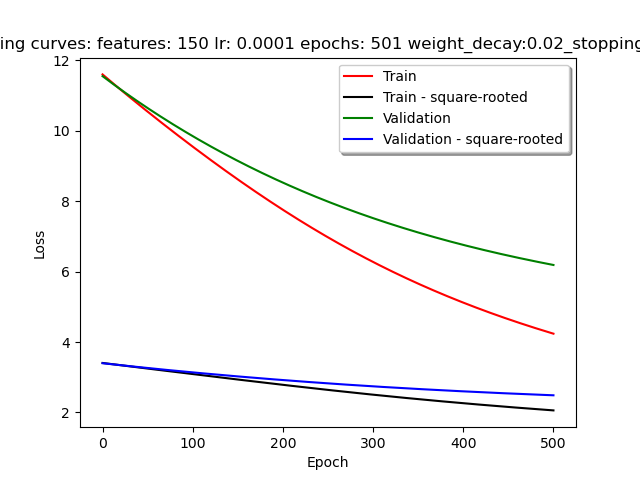 ing curves: features: 150 lr: 0.0001 epochs: 501 weight_decay:0.02_stopping
Train
Train - square-rooted
Validation
Validation - square-rooted
Loss
12
10
8
6
4
2
0 100 200 300 400 500
Epoch